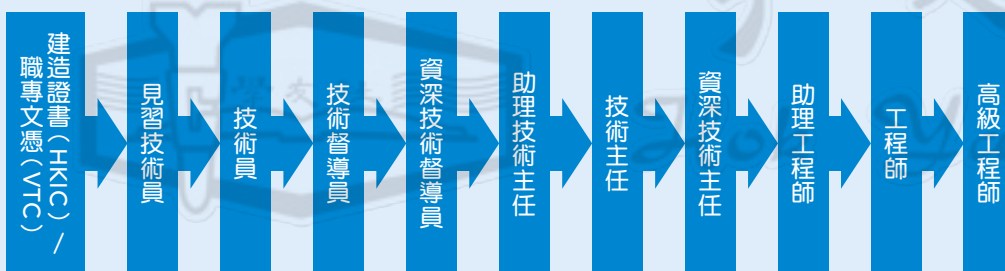 建造證書(HKIC)/
職專文憑(VTC)
見習技術員
技術員
技術督導員
資深技術督導員
助理技術主任
技術主任
資深技術主任
助理工程師
工程師
高級工程師